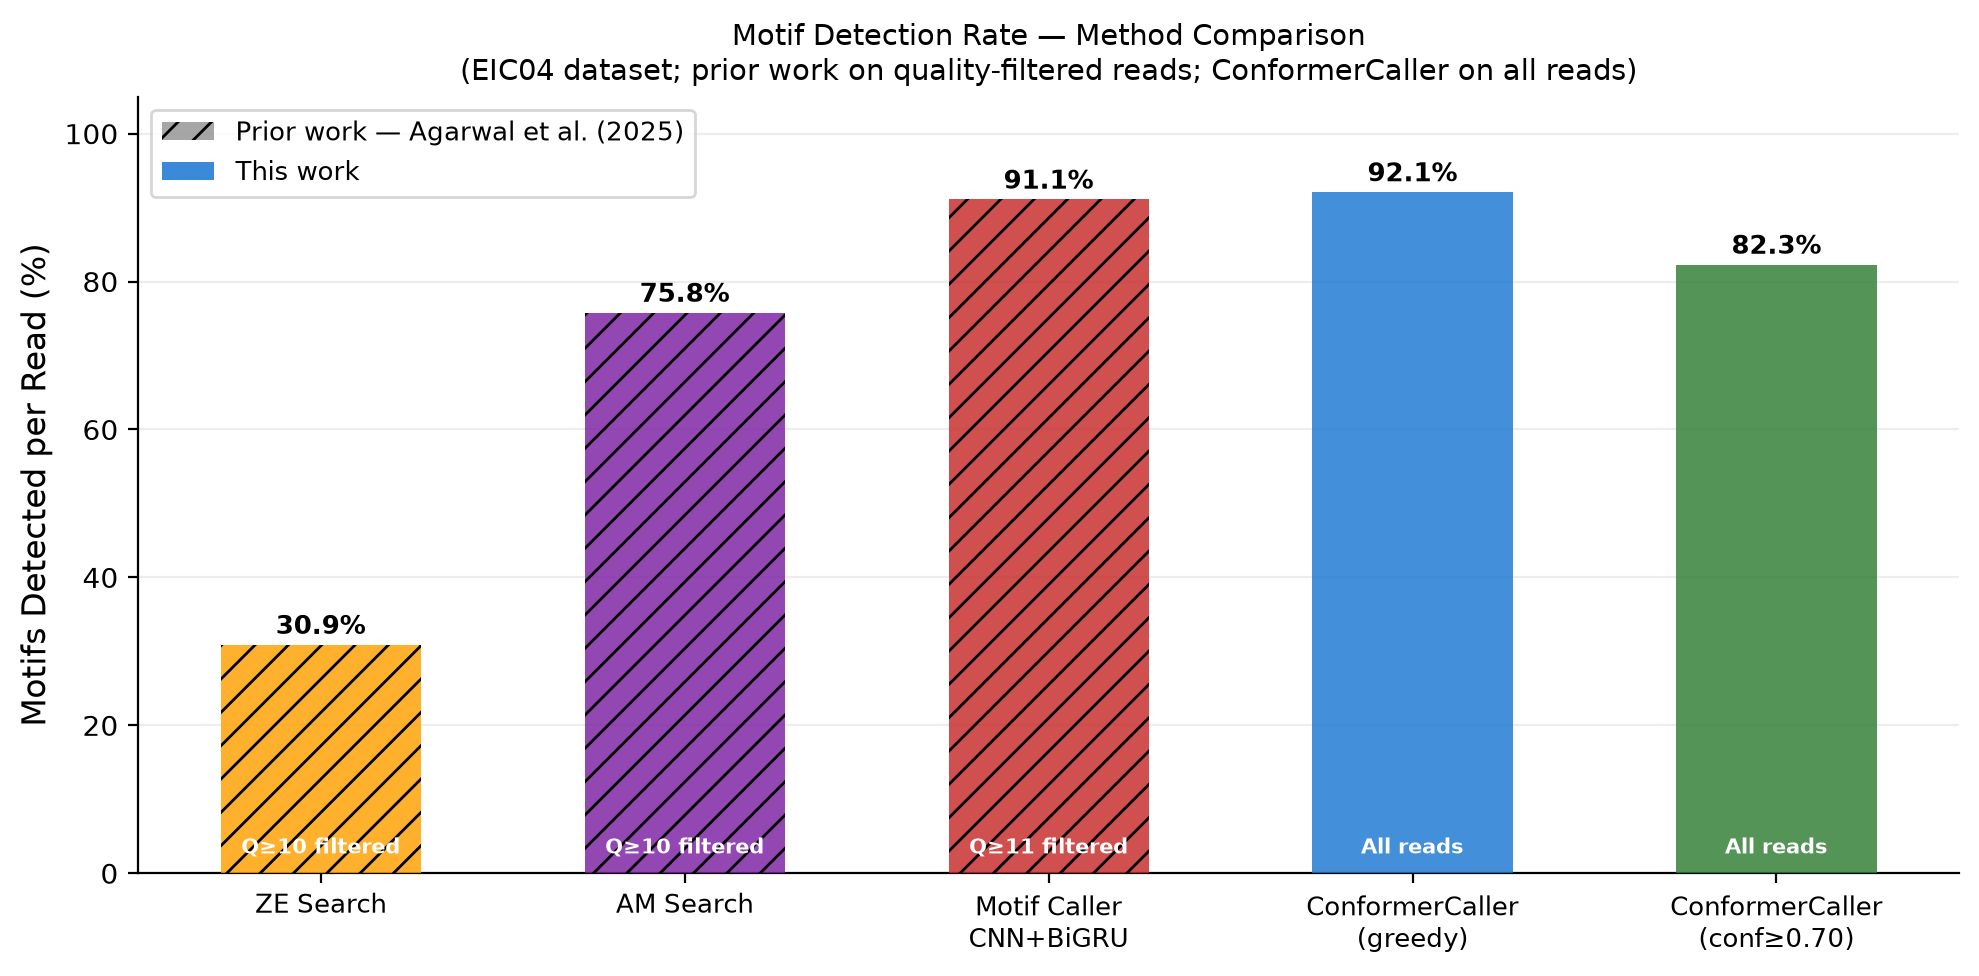 Motif Detection Rate — Method Comparison
(EIC04 dataset; prior work on quality-filtered reads; ConformerCaller on all reads)
Prior work — Agarwal et al. (2025)
This work
Motifs Detected per Read (%)
100
80
60
40
20
0
30.9%
75.8%
91.1%
92.1%
82.3%
Q≥10 filtered
Q≥10 filtered
Q≥11 filtered
All reads
All reads
ZE Search
AM Search
Motif Caller
CNN+BiGRU
ConformerCaller
(greedy)
ConformerCaller
(conf≥0.70)